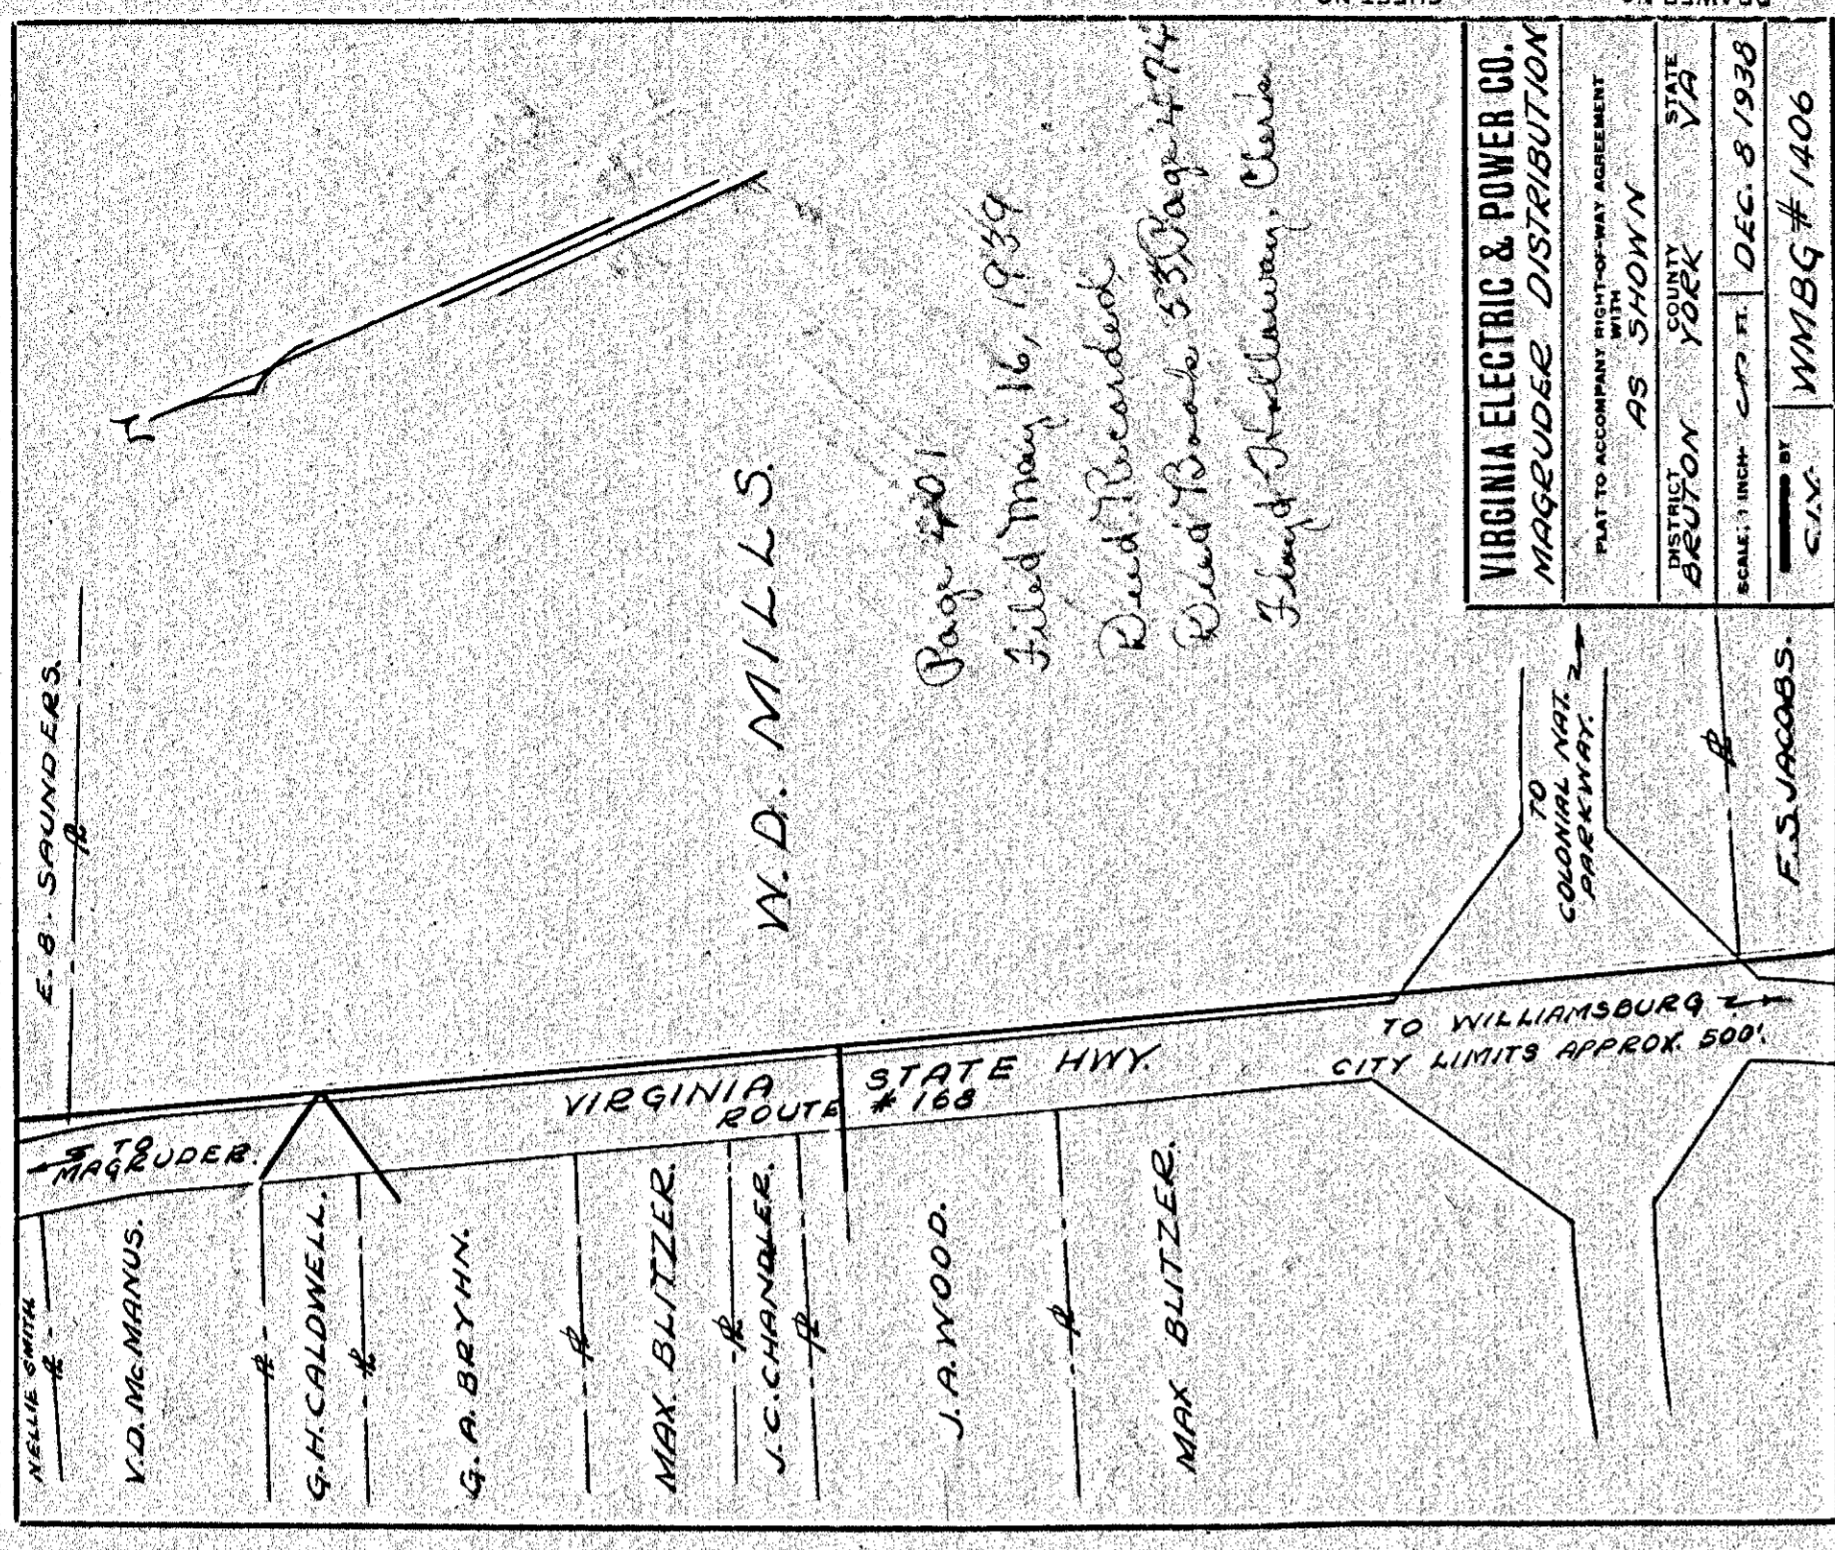 E. B. SAUNDERS.
W. D. MILLS.
Page 401
Filed May 16, 1939
Deed Recorded
Deed Book 53 Page 474
Floyd Holloway, Clerk
VIRGINIA ELECTRIC & POWER CO.
MAGRUDER DISTRIBUTION
PLAT TO ACCOMPANY RIGHT-OF-WAY AGREEMENT
WITH
AS SHOWN
DISTRICT COUNTY STATE
BRUTON YORK VA
SCALE: 1 INCH FT. DEC. 8 1938
BY
C.I.V. WMBG # 1406
TO
COLONIAL NAT.
PARKWAY.
F. S. JACOBS.
TO MAGRUDER.
VIRGINIA STATE HWY.
ROUTE # 168
TO WILLIAMSBURG
CITY LIMITS APPROX. 500'.
NELLIE SMITH
V. D. McMANUS.
G. H. CALDWELL.
G. A. BRYHN.
MAX. BLITZER.
J. C. CHANDLER.
J. A. WOOD.
MAX BLITZER.